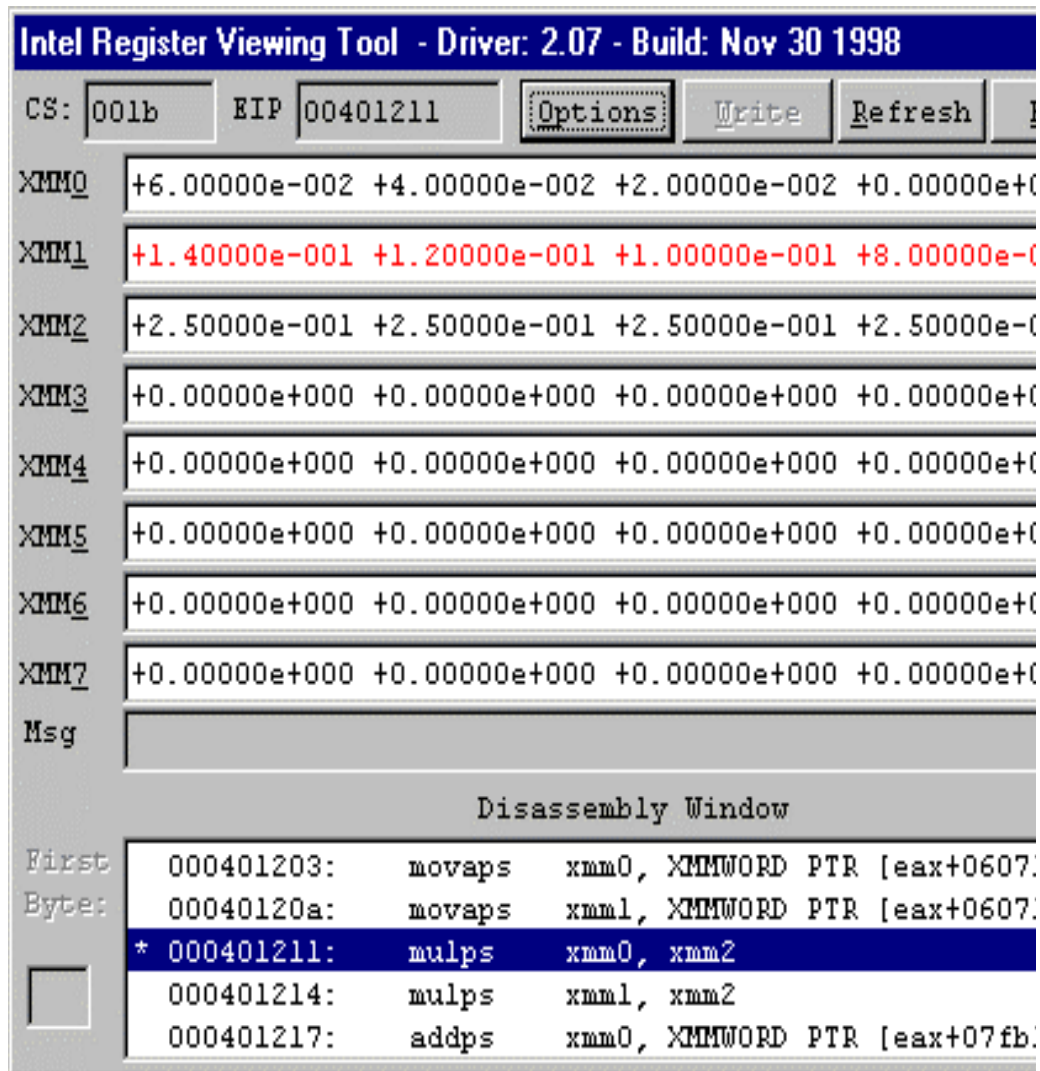 Intel Register Viewing Tool - Driver: 2.07 - Build: Nov 30 1998
CS: 001b EIP 00401211 Options Write Refresh
XMM0 +6.00000e-002 +4.00000e-002 +2.00000e-002 +0.00000e+0
XMM1 +1.40000e-001 +1.20000e-001 +1.00000e-001 +8.00000e-0
XMM2 +2.50000e-001 +2.50000e-001 +2.50000e-001 +2.50000e-0
XMM3 +0.00000e+000 +0.00000e+000 +0.00000e+000 +0.00000e+0
XMM4 +0.00000e+000 +0.00000e+000 +0.00000e+000 +0.00000e+0
XMM5 +0.00000e+000 +0.00000e+000 +0.00000e+000 +0.00000e+0
XMM6 +0.00000e+000 +0.00000e+000 +0.00000e+000 +0.00000e+0
XMM7 +0.00000e+000 +0.00000e+000 +0.00000e+000 +0.00000e+0
Msg
Disassembly Window
First Byte:
000401203: movaps xmm0, XMMWORD PTR [eax+0607
00040120a: movaps xmm1, XMMWORD PTR [eax+0607
* 000401211: mulps xmm0, xmm2
000401214: mulps xmm1, xmm2
000401217: addps xmm0, XMMWORD PTR [eax+07fb